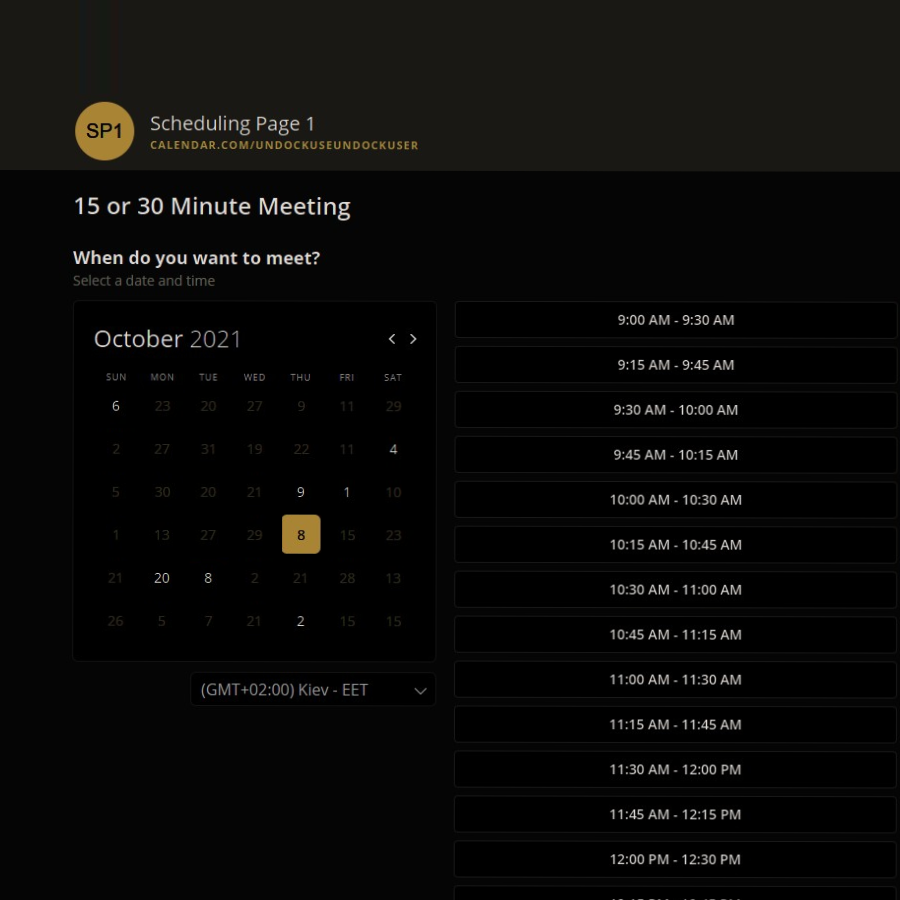 SP1
Scheduling Page 1
CALENDAR.COM/UNDOCKUSEUNDOCKUSER
15 or 30 Minute Meeting
When do you want to meet?
Select a date and time
October 2021
SUN MON TUE WED THU FRI SAT
6 23 20 27 9 11 29
2 27 31 19 22 11 4
5 30 20 21 9 1 10
1 13 27 29 8 15 23
21 20 8 2 21 28 13
26 5 7 21 2 15 15
(GMT+02:00) Kiev - EET
9:00 AM - 9:30 AM
9:15 AM - 9:45 AM
9:30 AM - 10:00 AM
9:45 AM - 10:15 AM
10:00 AM - 10:30 AM
10:15 AM - 10:45 AM
10:30 AM - 11:00 AM
10:45 AM - 11:15 AM
11:00 AM - 11:30 AM
11:15 AM - 11:45 AM
11:30 AM - 12:00 PM
11:45 AM - 12:15 PM
12:00 PM - 12:30 PM